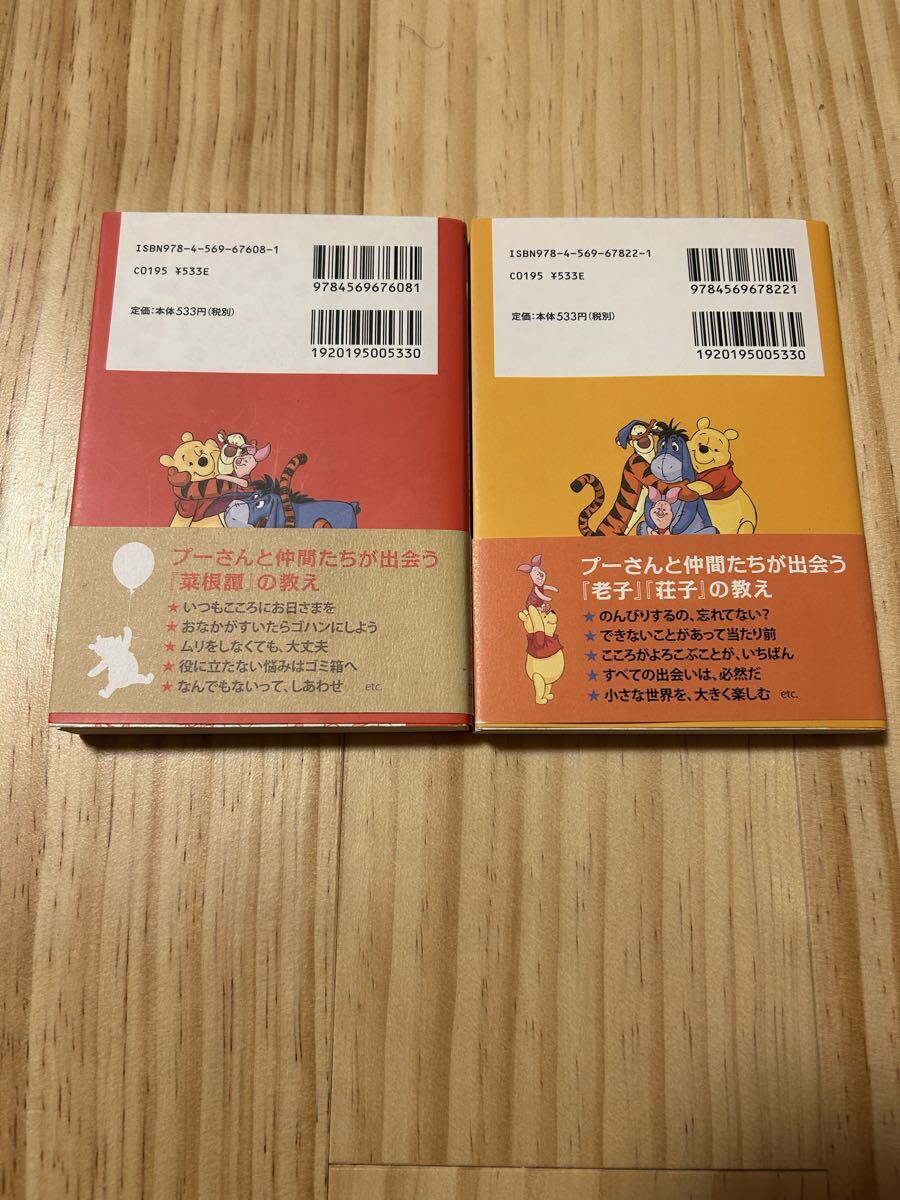 ISBN978-4-569-67608-1
C0195 ¥533E
9784569676081
定価:本体533円(税別)
1920195005330
プーさんと仲間たちが出会う
『菜根譚』の教え
★いつもこころにお日さまを
★おなかがすいたらゴハンにしよう
★ムリをしなくても、大丈夫
★役に立たない悩みはゴミ箱へ
★なんでもないって、しあわせ etc.
ISBN978-4-569-67822-1
C0195 ¥533E
9784569678221
定価:本体533円(税別)
1920195005330
プーさんと仲間たちが出会う
『老子』『荘子』の教え
★のんびりするの、忘れてない?
★できないことがあって当たり前
★こころがよろこぶことが、いちばん
★すべての出会いは、必然だ
★小さな世界を、大きく楽しむ etc.